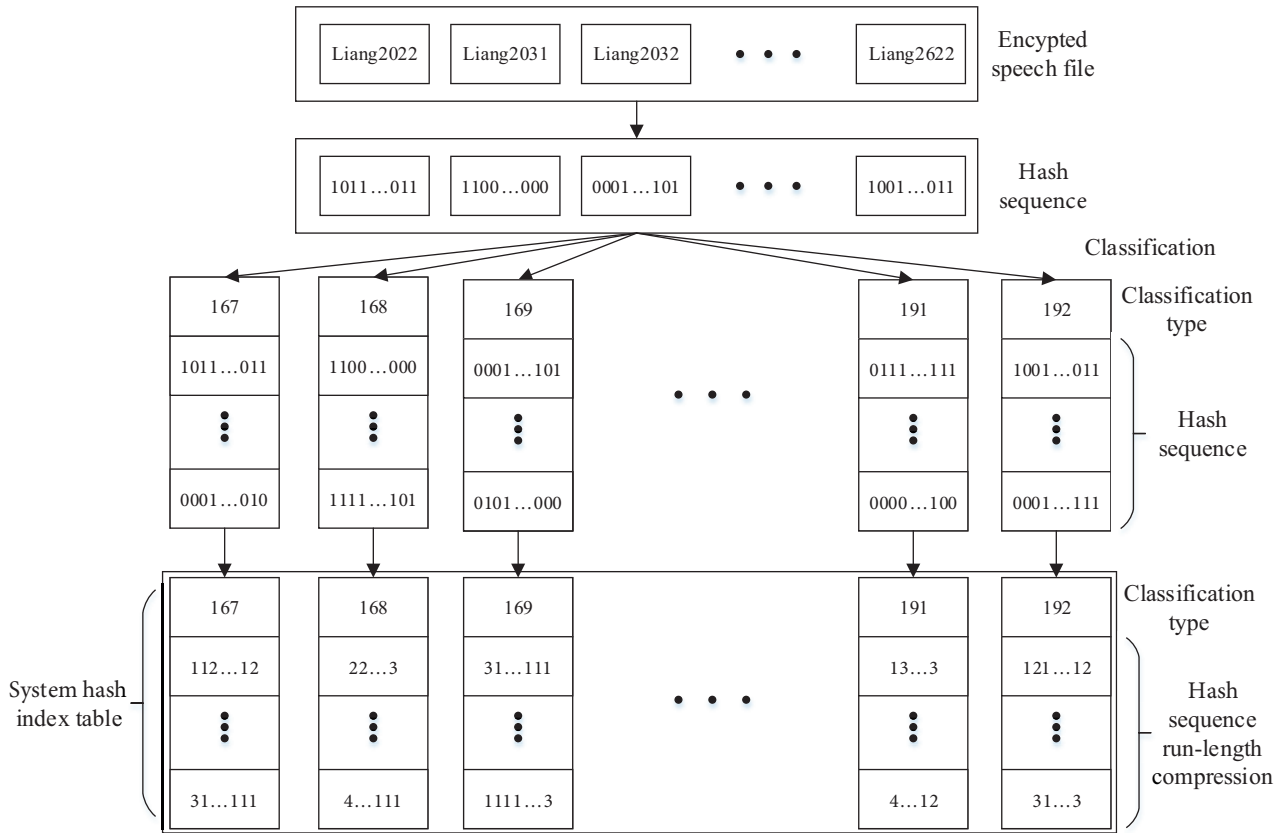 Liang2022 Liang2031 Liang2032 Liang2622
Encypted
speech file
1011…011 1100…000 0001…101 1001…011
Hash
sequence
Classification
167 168 169 191 192
Classification
type
1011…011 1100…000 0001…101 0111…111 1001…011
Hash
sequence
0001…010 1111…101 0101…000 0000…100 0001…111
167 168 169 191 192
Classification
type
112…12 22…3 31…111 13…3 121…12
System hash
index table
Hash
sequence
run-length
compression
31…111 4…111 1111…3 4…12 31…3